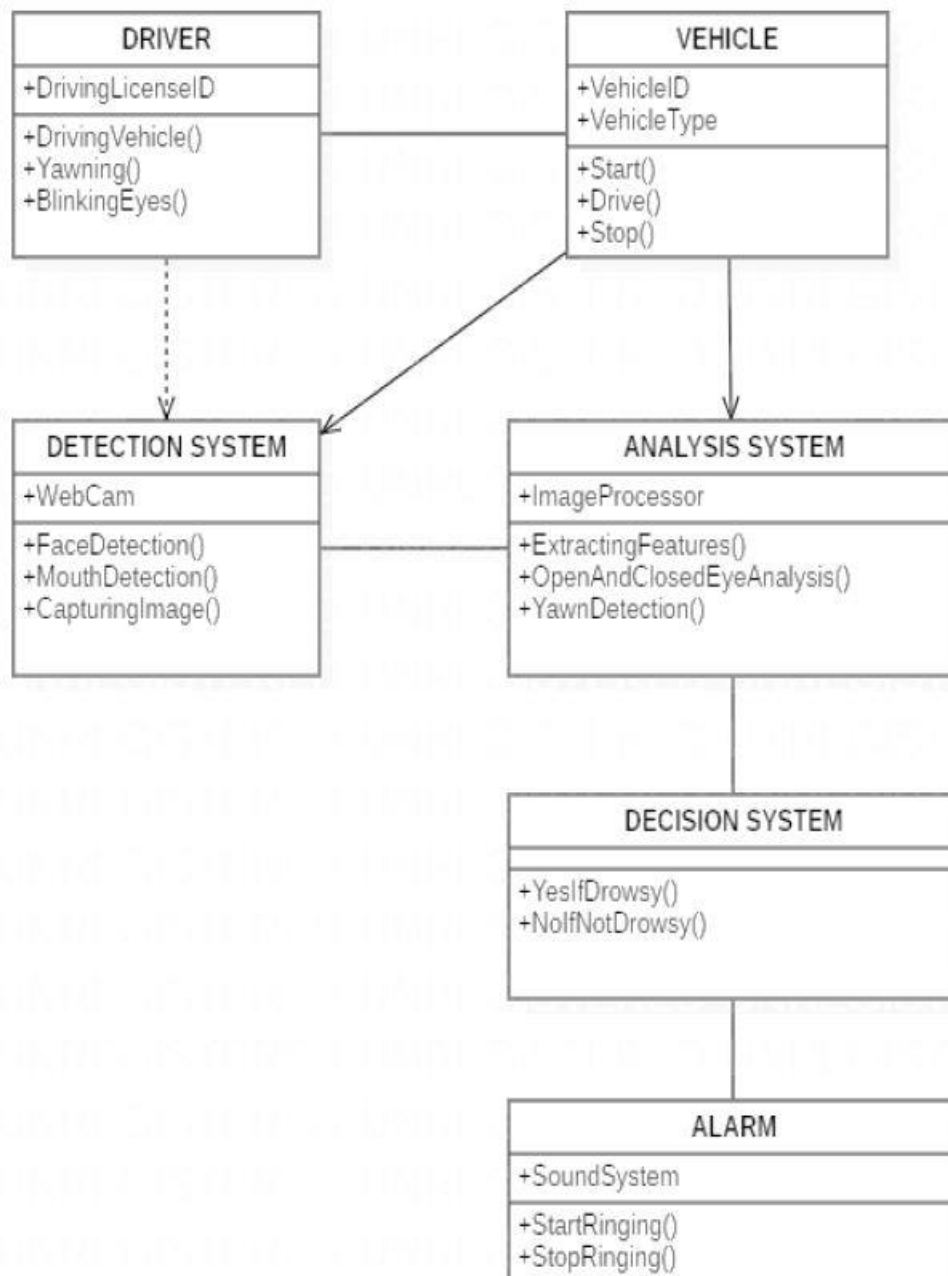 DRIVER
+DrivingLicenseID
+DrivingVehicle()
+Yawning()
+BlinkingEyes()
VEHICLE
+VehicleID
+VehicleType
+Start()
+Drive()
+Stop()
DETECTION SYSTEM
+WebCam
+FaceDetection()
+MouthDetection()
+CapturingImage()
ANALYSIS SYSTEM
+ImageProcessor
+ExtractingFeatures()
+OpenAndClosedEyeAnalysis()
+YawnDetection()
DECISION SYSTEM
+YesIfDrowsy()
+NoIfNotDrowsy()
ALARM
+SoundSystem
+StartRinging()
+StopRinging()